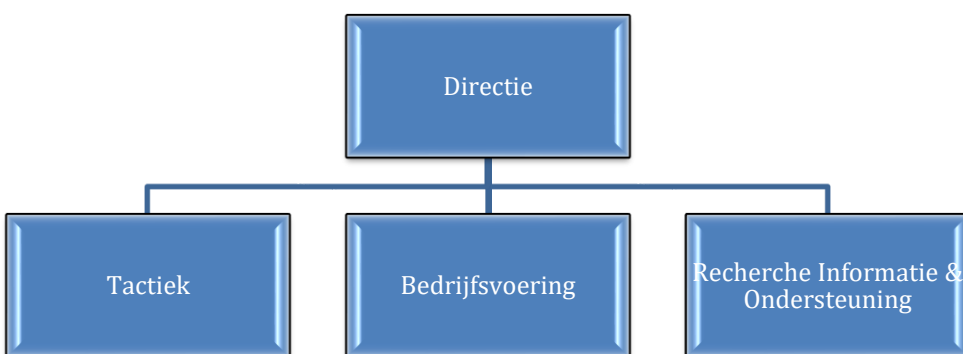 Directie
Tactiek
Bedrijfsvoering
Recherche Informatie &
Ondersteuning